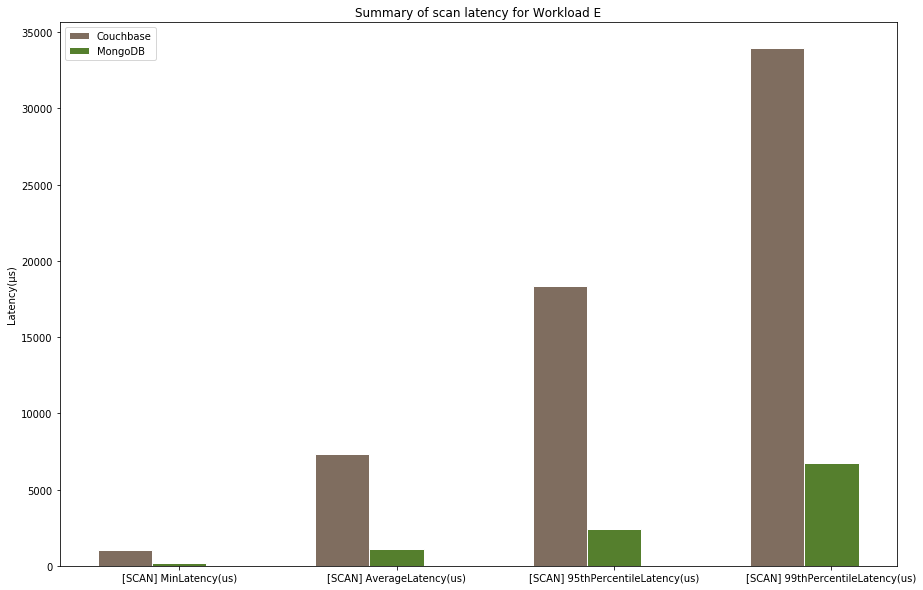 Summary of scan latency for Workload E
Couchbase
MongoDB
35000
30000
25000
20000
15000
10000
5000
0
Latency(µs)
[SCAN] MinLatency(us)
[SCAN] AverageLatency(us)
[SCAN] 95thPercentileLatency(us)
[SCAN] 99thPercentileLatency(us)